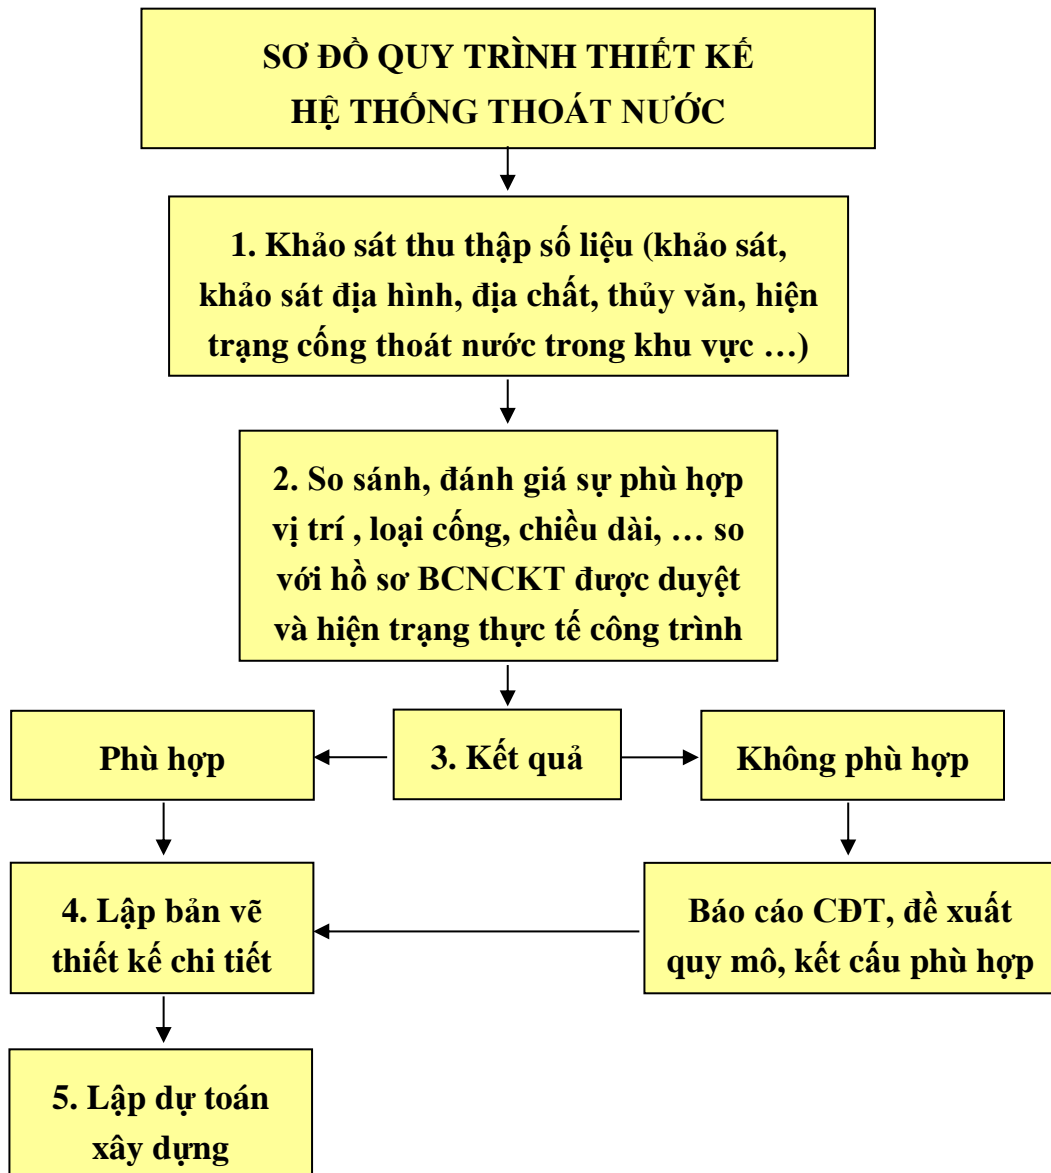 SƠ ĐỒ QUY TRÌNH THIẾT KẾ
HỆ THỐNG THOÁT NƯỚC
1. Khảo sát thu thập số liệu (khảo sát,
khảo sát địa hình, địa chất, thủy văn, hiện
trạng cống thoát nước trong khu vực …)
2. So sánh, đánh giá sự phù hợp
vị trí , loại cống, chiều dài, … so
với hồ sơ BCNCKT được duyệt
và hiện trạng thực tế công trình
Phù hợp
3. Kết quả
Không phù hợp
4. Lập bản vẽ
thiết kế chi tiết
Báo cáo CĐT, đề xuất
quy mô, kết cấu phù hợp
5. Lập dự toán
xây dựng